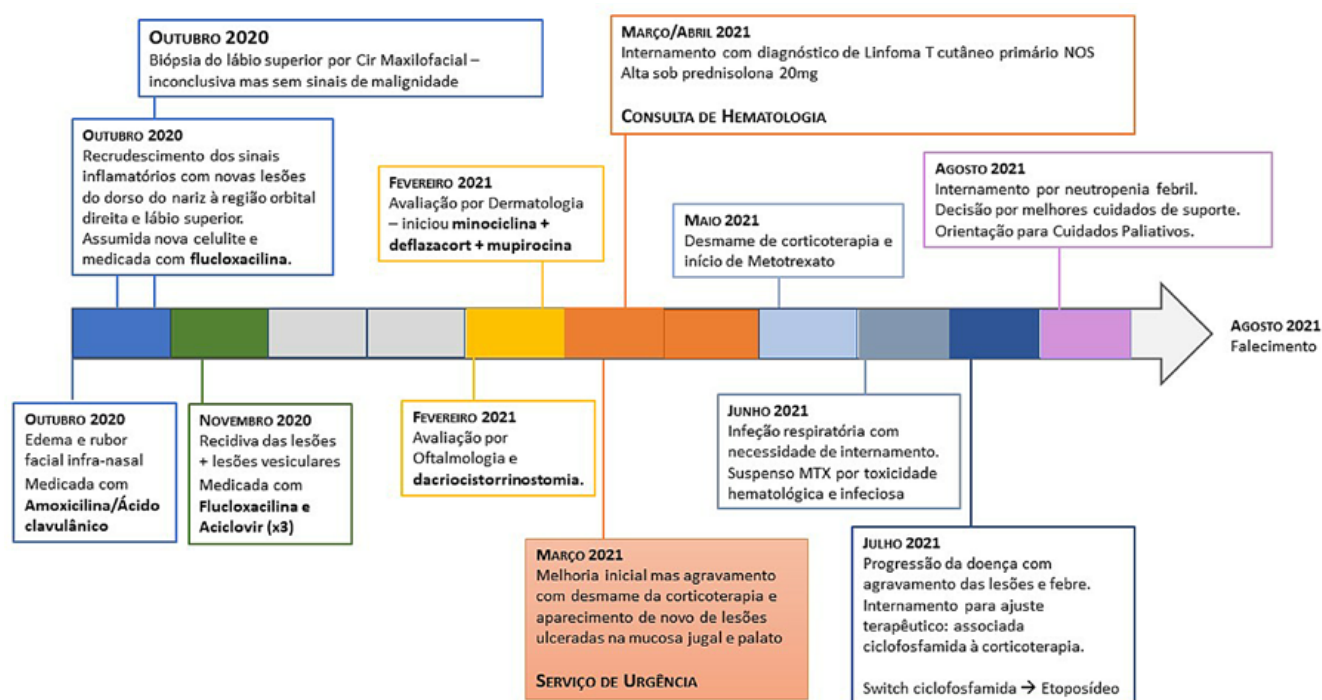 OUTUBRO 2020
Biópsia do lábio superior por Cir Maxilofacial –
inconclusiva mas sem sinais de malignidade
MARÇO/ABRIL 2021
Internamento com diagnóstico de Linfoma T cutâneo primário NOS
Alta sob prednisolona 20mg
CONSULTA DE HEMATOLOGIA
OUTUBRO 2020
Recrudescimento dos sinais
inflamatórios com novas lesões
do dorso do nariz à região orbital
direita e lábio superior.
Assumida nova celulite e
medicada com flucloxacilina.
FEVEREIRO 2021
Avaliação por Dermatologia
– iniciou minociclina +
deflazacort + mupirocina
MAIO 2021
Desmame de corticoterapia e
início de Metotrexato
AGOSTO 2021
Internamento por neutropenia febril.
Decisão por melhores cuidados de suporte.
Orientação para Cuidados Paliativos.
AGOSTO 2021
Falecimento
OUTUBRO 2020
Edema e rubor
facial infra-nasal
Medicada com
Amoxicilina/Ácido
clavulânico
NOVEMBRO 2020
Recidiva das lesões
+ lesões vesiculares
Medicada com
Flucloxacilina e
Aciclovir (x3)
FEVEREIRO 2021
Avaliação por
Oftalmologia e
dacriocistorrinostomia.
MARÇO 2021
Melhoria inicial mas agravamento
com desmame da corticoterapia e
aparecimento de novo de lesões
ulceradas na mucosa jugal e palato
SERVIÇO DE URGÊNCIA
JUNHO 2021
Infeção respiratória com
necessidade de internamento.
Suspenso MTX por toxicidade
hematológica e infeciosa
JULHO 2021
Progressão da doença com
agravamento das lesões e febre.
Internamento para ajuste
terapêutico: associada
ciclofosfamida à corticoterapia.
Switch ciclofosfamida → Etoposídeo